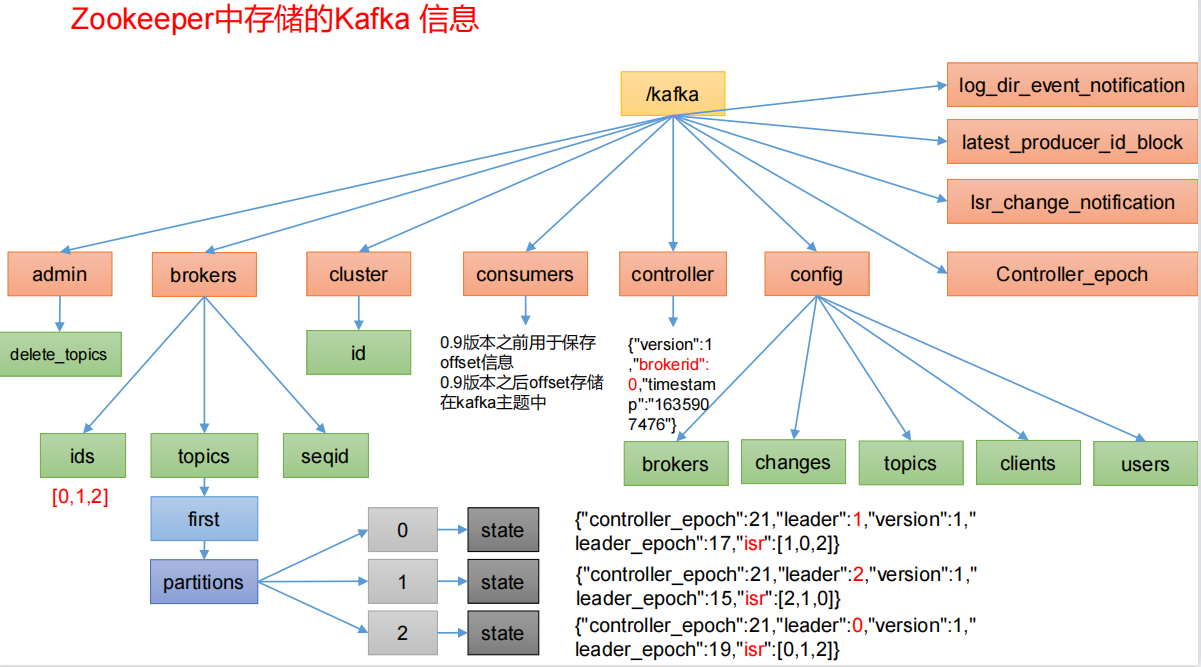 Zookeeper中存储的Kafka 信息
/kafka
log_dir_event_notification
latest_producer_id_block
Isr_change_notification
Controller_epoch
admin
brokers
cluster
consumers
controller
config
delete_topics
id
0.9版本之前用于保存
offset信息
0.9版本之后offset存储
在kafka主题中
{"version":1
,"brokerid":
0,"timestam
p":"163590
7476"}
ids
topics
seqid
brokers
changes
topics
clients
users
[0,1,2]
first
partitions
0
state
{"controller_epoch":21,"leader":1,"version":1,"
leader_epoch":17,"isr":[1,0,2]}
1
state
{"controller_epoch":21,"leader":2,"version":1,"
leader_epoch":15,"isr":[2,1,0]}
2
state
{"controller_epoch":21,"leader":0,"version":1,"
leader_epoch":19,"isr":[0,1,2]}